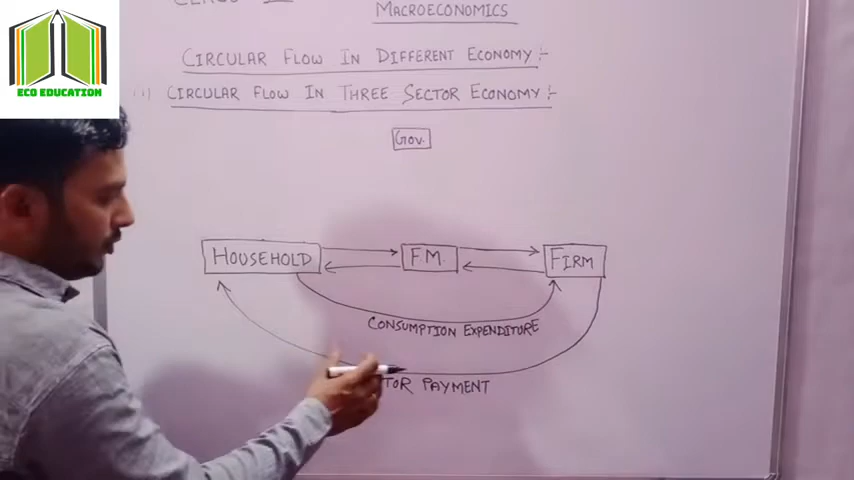 MACROECONOMICS
ECO EDUCATION
CIRCULAR FLOW IN DIFFERENT ECONOMY :-
CIRCULAR FLOW IN THREE SECTOR ECONOMY :-
Gov.
HOUSEHOLD
F.M.
FIRM
CONSUMPTION EXPENDITURE
TOR PAYMENT